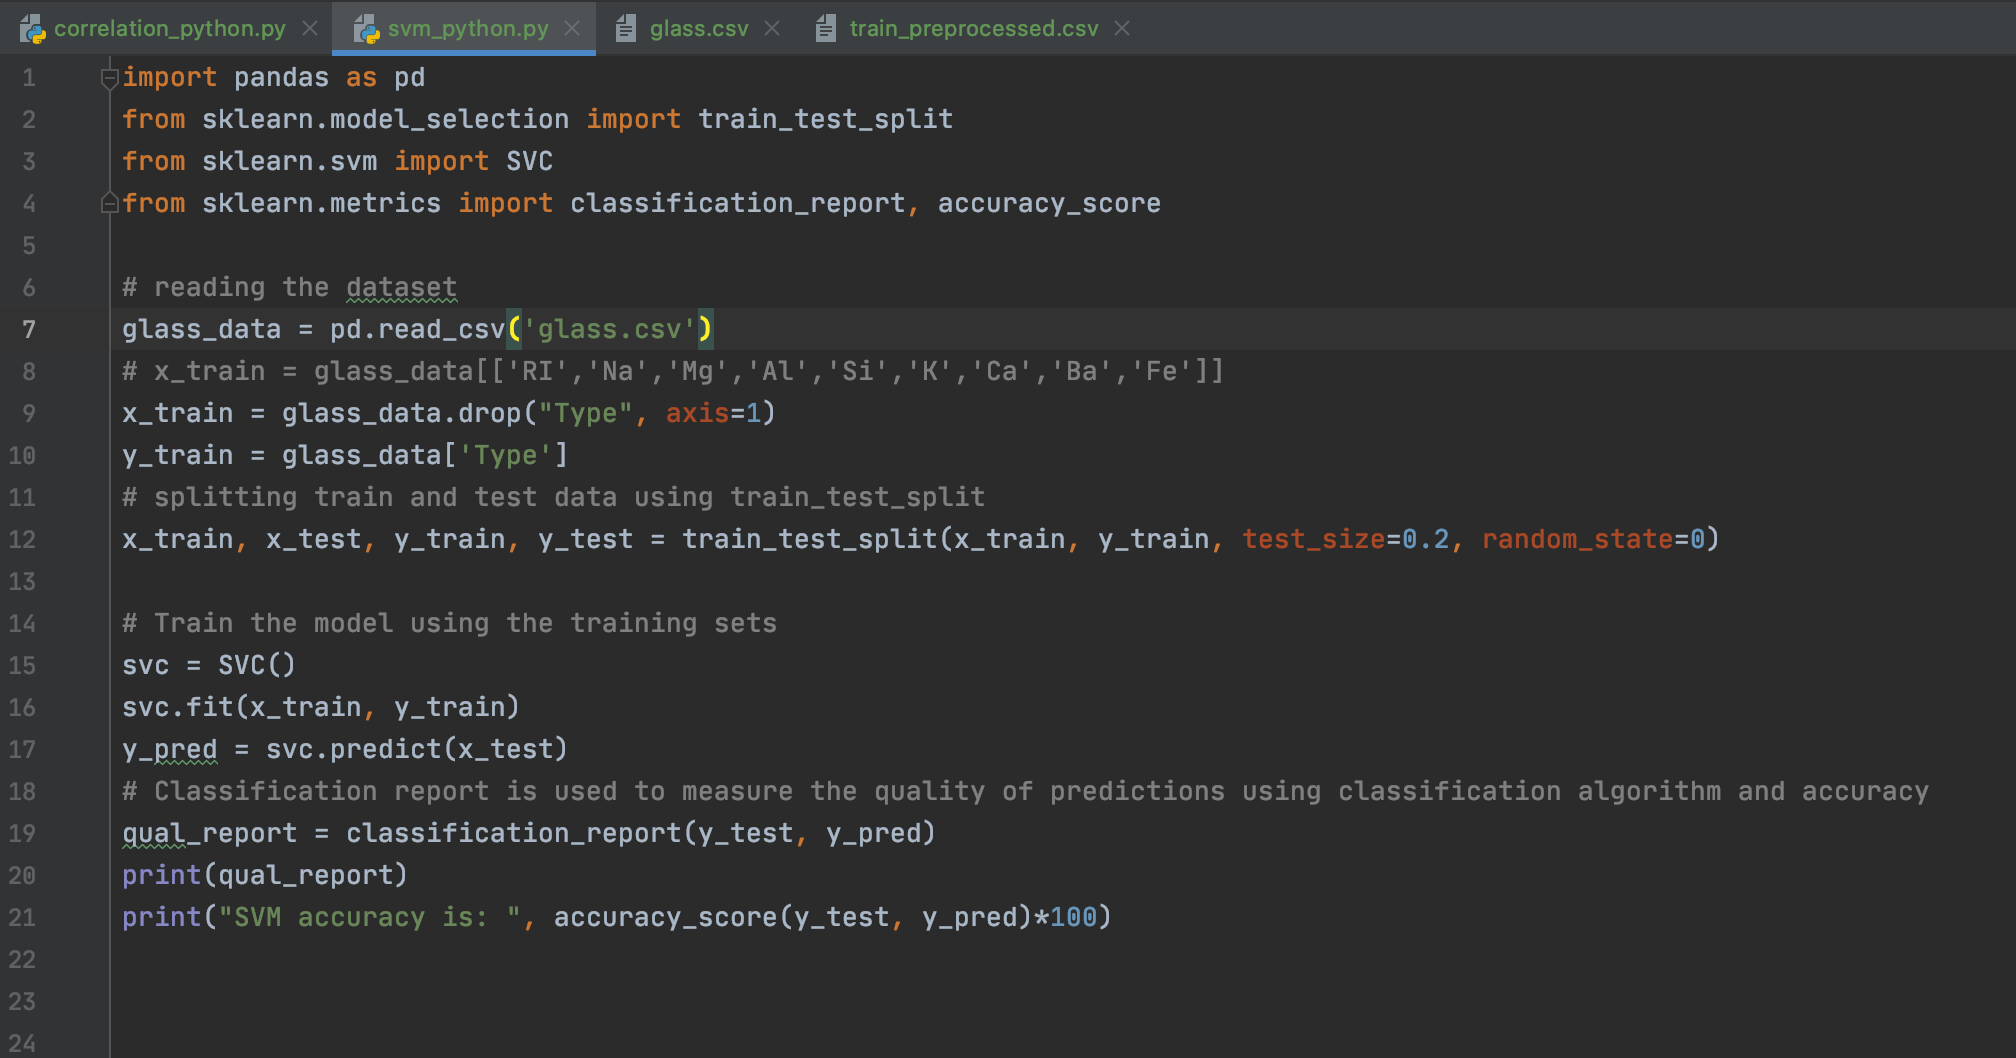 correlation_python.py svm_python.py glass.csv train_preprocessed.csv
1 import pandas as pd
2 from sklearn.model_selection import train_test_split
3 from sklearn.svm import SVC
4 from sklearn.metrics import classification_report, accuracy_score
5
6 # reading the dataset
7 glass_data = pd.read_csv('glass.csv')
8 # x_train = glass_data[['RI','Na','Mg','Al','Si','K','Ca','Ba','Fe']]
9 x_train = glass_data.drop("Type", axis=1)
10 y_train = glass_data['Type']
11 # splitting train and test data using train_test_split
12 x_train, x_test, y_train, y_test = train_test_split(x_train, y_train, test_size=0.2, random_state=0)
13
14 # Train the model using the training sets
15 svc = SVC()
16 svc.fit(x_train, y_train)
17 y_pred = svc.predict(x_test)
18 # Classification report is used to measure the quality of predictions using classification algorithm and accuracy
19 qual_report = classification_report(y_test, y_pred)
20 print(qual_report)
21 print("SVM accuracy is: ", accuracy_score(y_test, y_pred)*100)
22
23
24